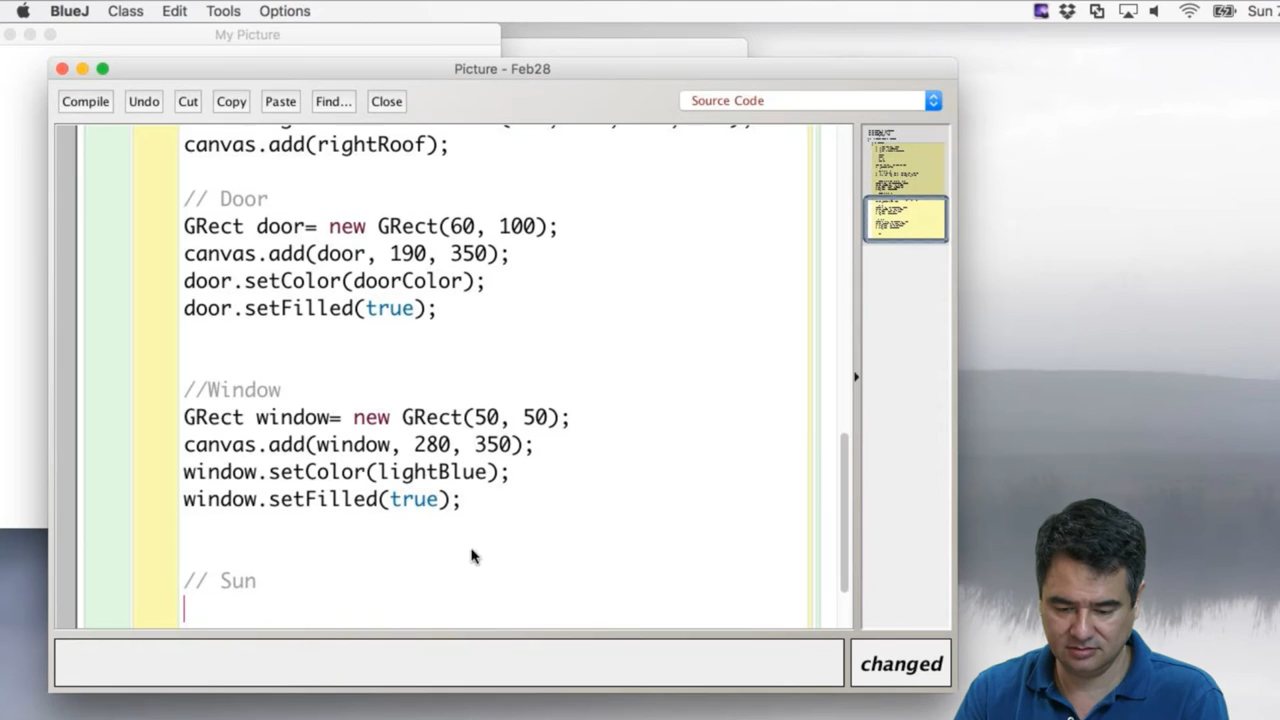 BlueJ Class Edit Tools Options Sun 7
My Picture
Picture - Feb28
Compile Undo Cut Copy Paste Find... Close Source Code
canvas.add(rightRoof);
// Door
GRect door= new GRect(60, 100);
canvas.add(door, 190, 350);
door.setColor(doorColor);
door.setFilled(true);
//Window
GRect window= new GRect(50, 50);
canvas.add(window, 280, 350);
window.setColor(lightBlue);
window.setFilled(true);
// Sun
changed